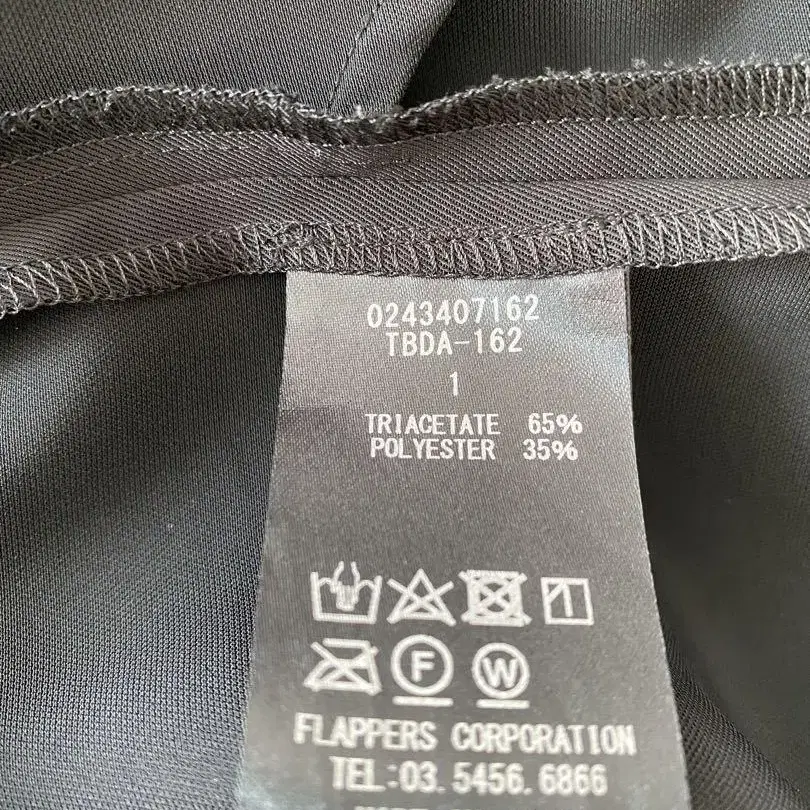 0243407162
TBDA-162
1
TRIACETATE 65%
POLYESTER 35%
F W
FLAPPERS CORPORATION
TEL:03.5456.6866